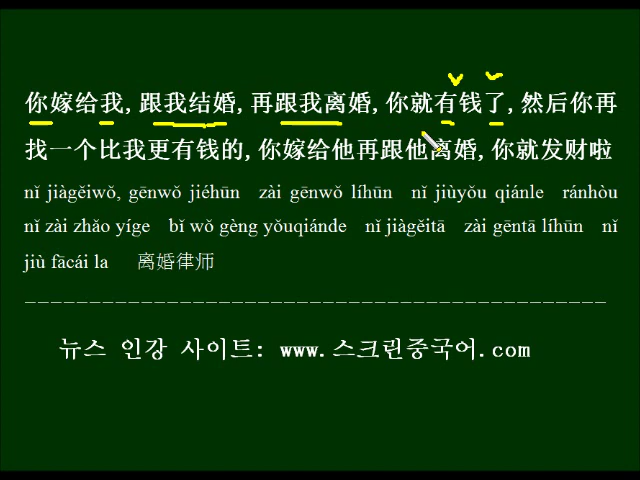 你嫁给我,跟我结婚,再跟我离婚,你就有钱了,然后你再
找一个比我更有钱的,你嫁给他再跟他离婚,你就发财啦
nǐ jiàgěiwǒ, gēnwǒ jiéhūn zài gēnwǒ líhūn nǐ jiùyǒu qiánle ránhòu
nǐ zài zhǎo yíge bǐ wǒ gèng yǒuqiánde nǐ jiàgěitā zài gēntā líhūn nǐ
jiù fācái la 离婚律师
뉴스 인강 사이트: www.스크린중국어.com